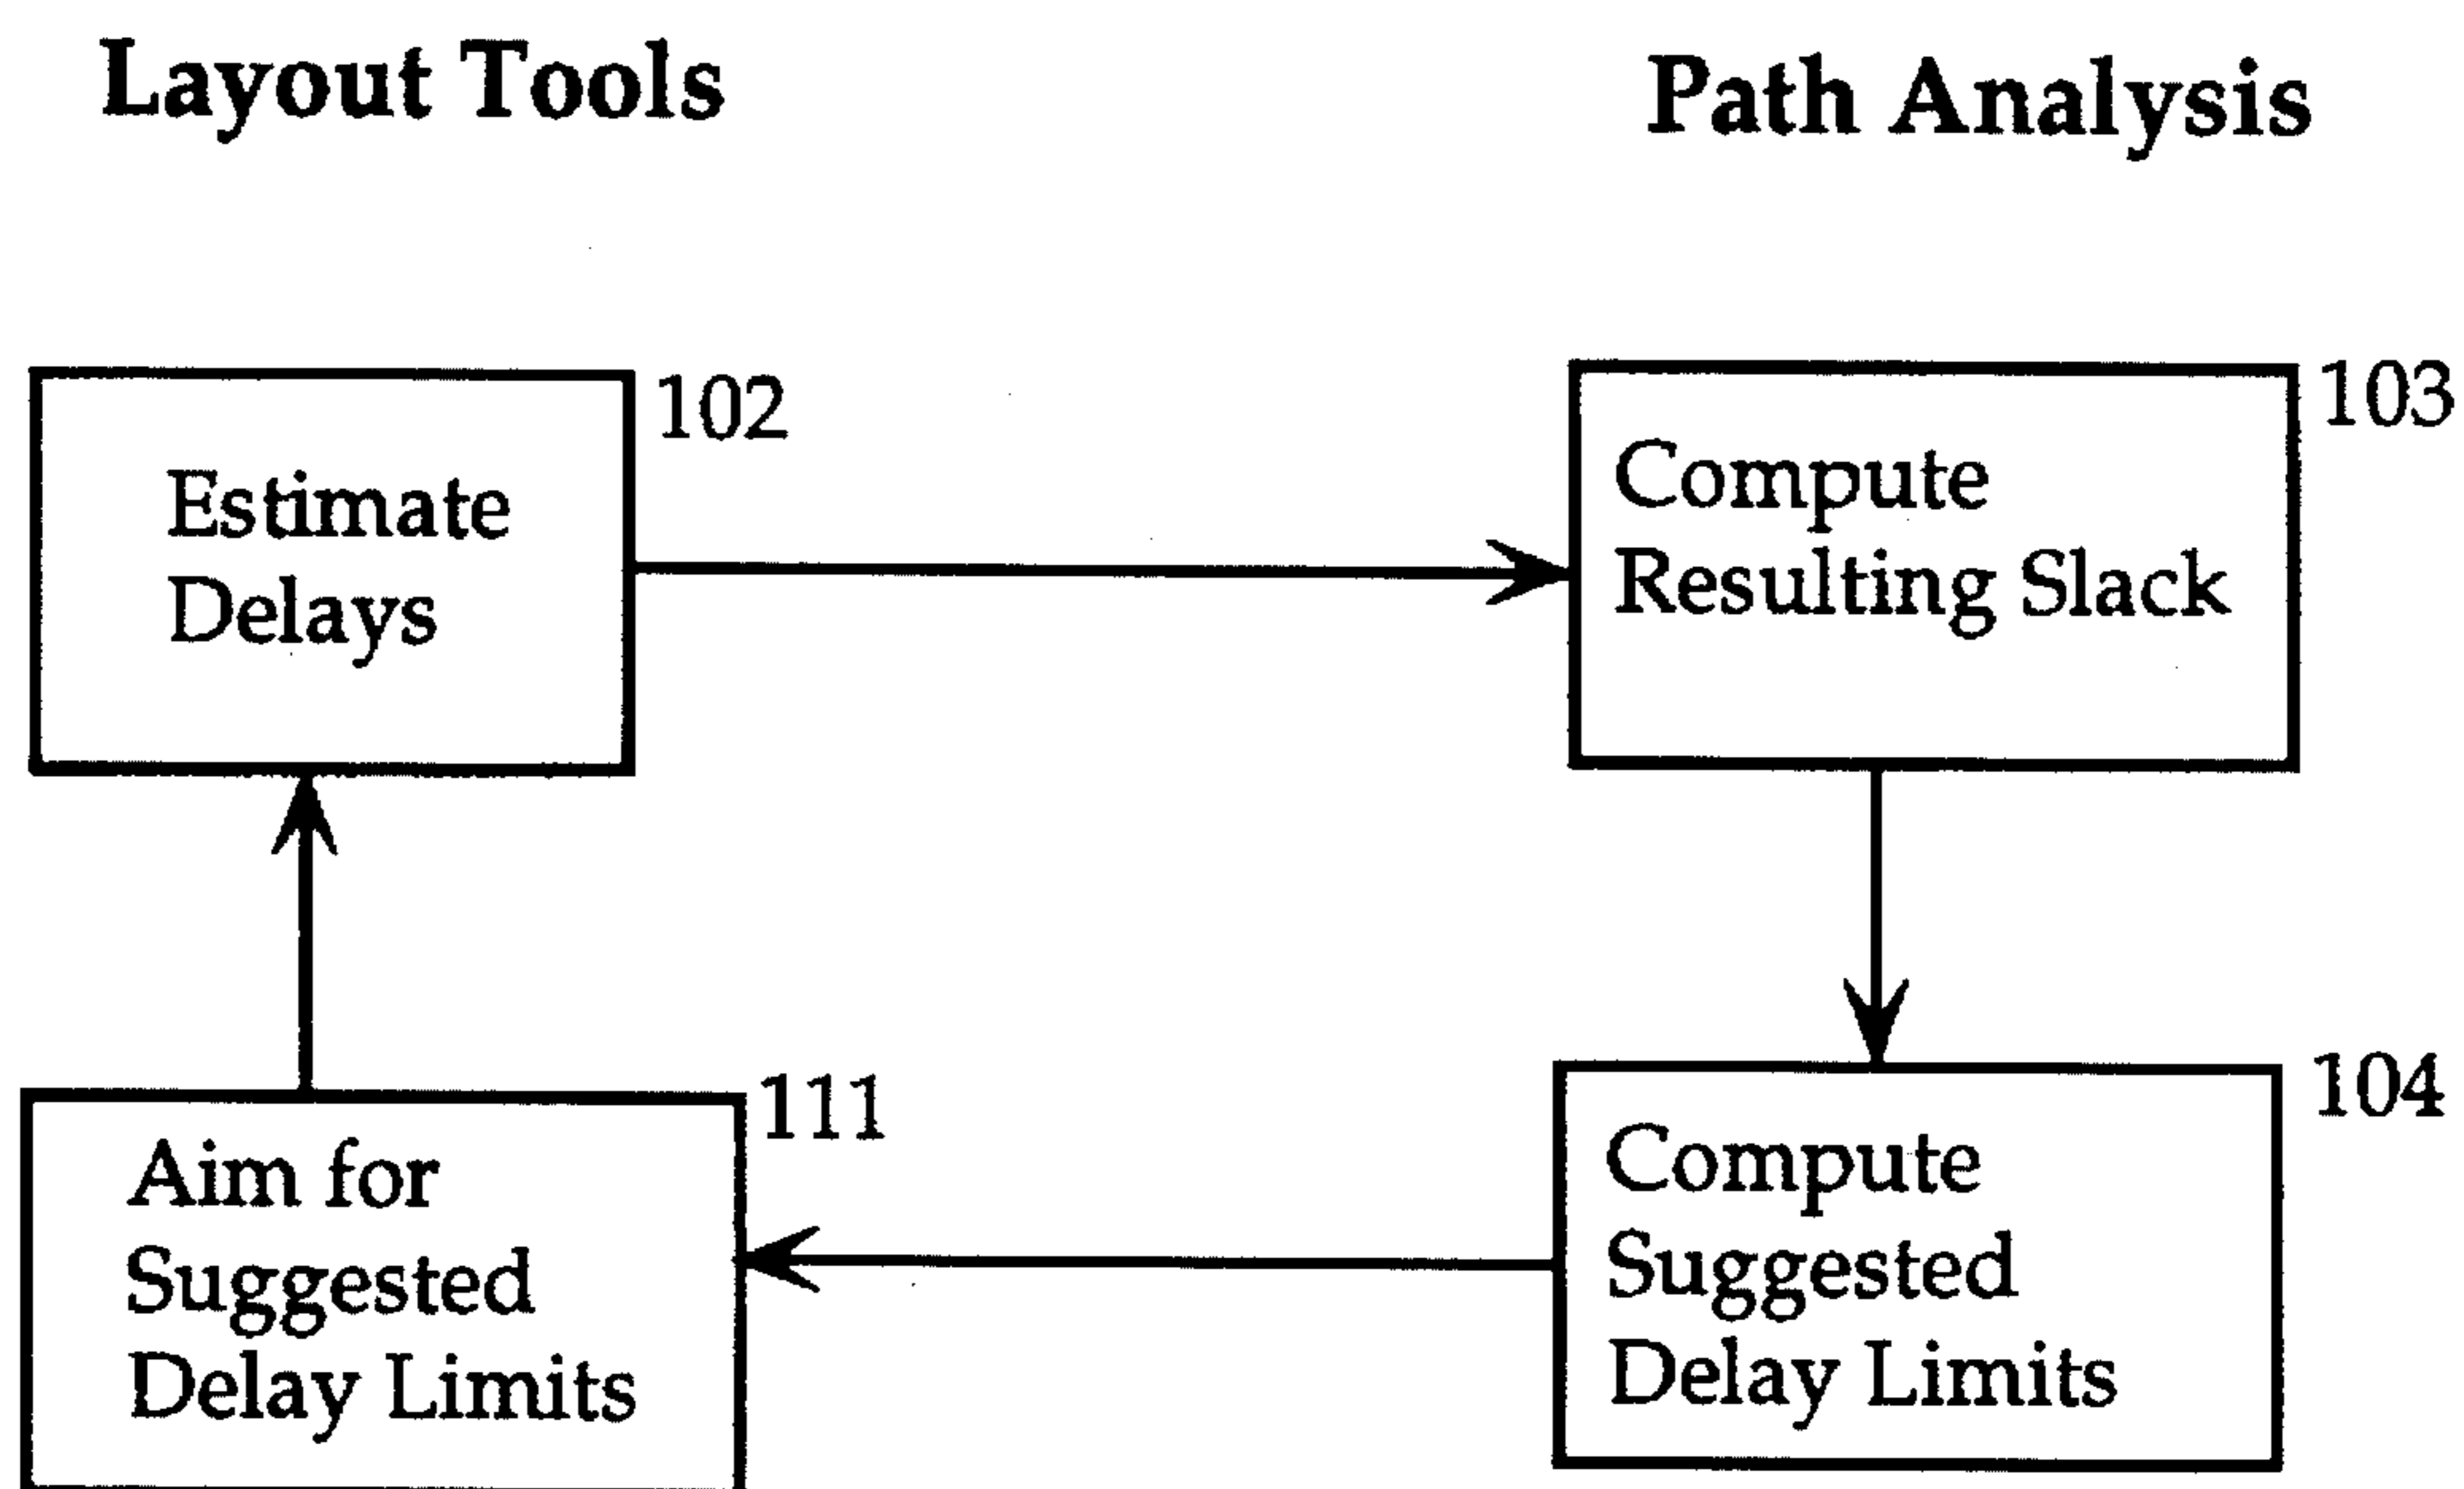 Layout Tools
Path Analysis
102
Estimate
Delays
103
Compute
Resulting Slack
111
Aim for
Suggested
Delay Limits
104
Compute
Suggested
Delay Limits